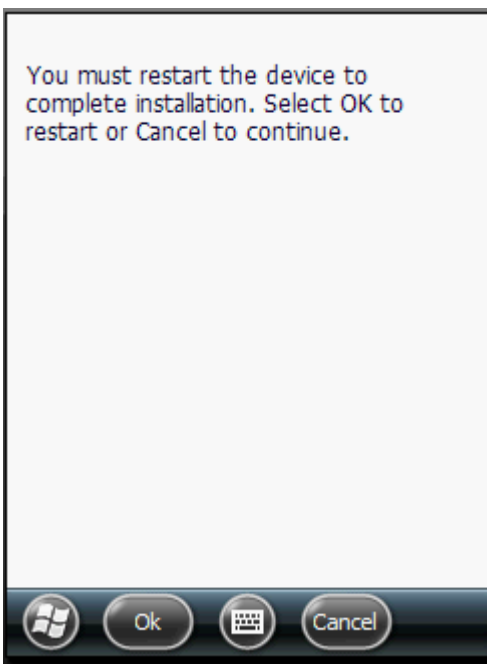 You must restart the device to
complete installation. Select OK to
restart or Cancel to continue.
Ok
Cancel